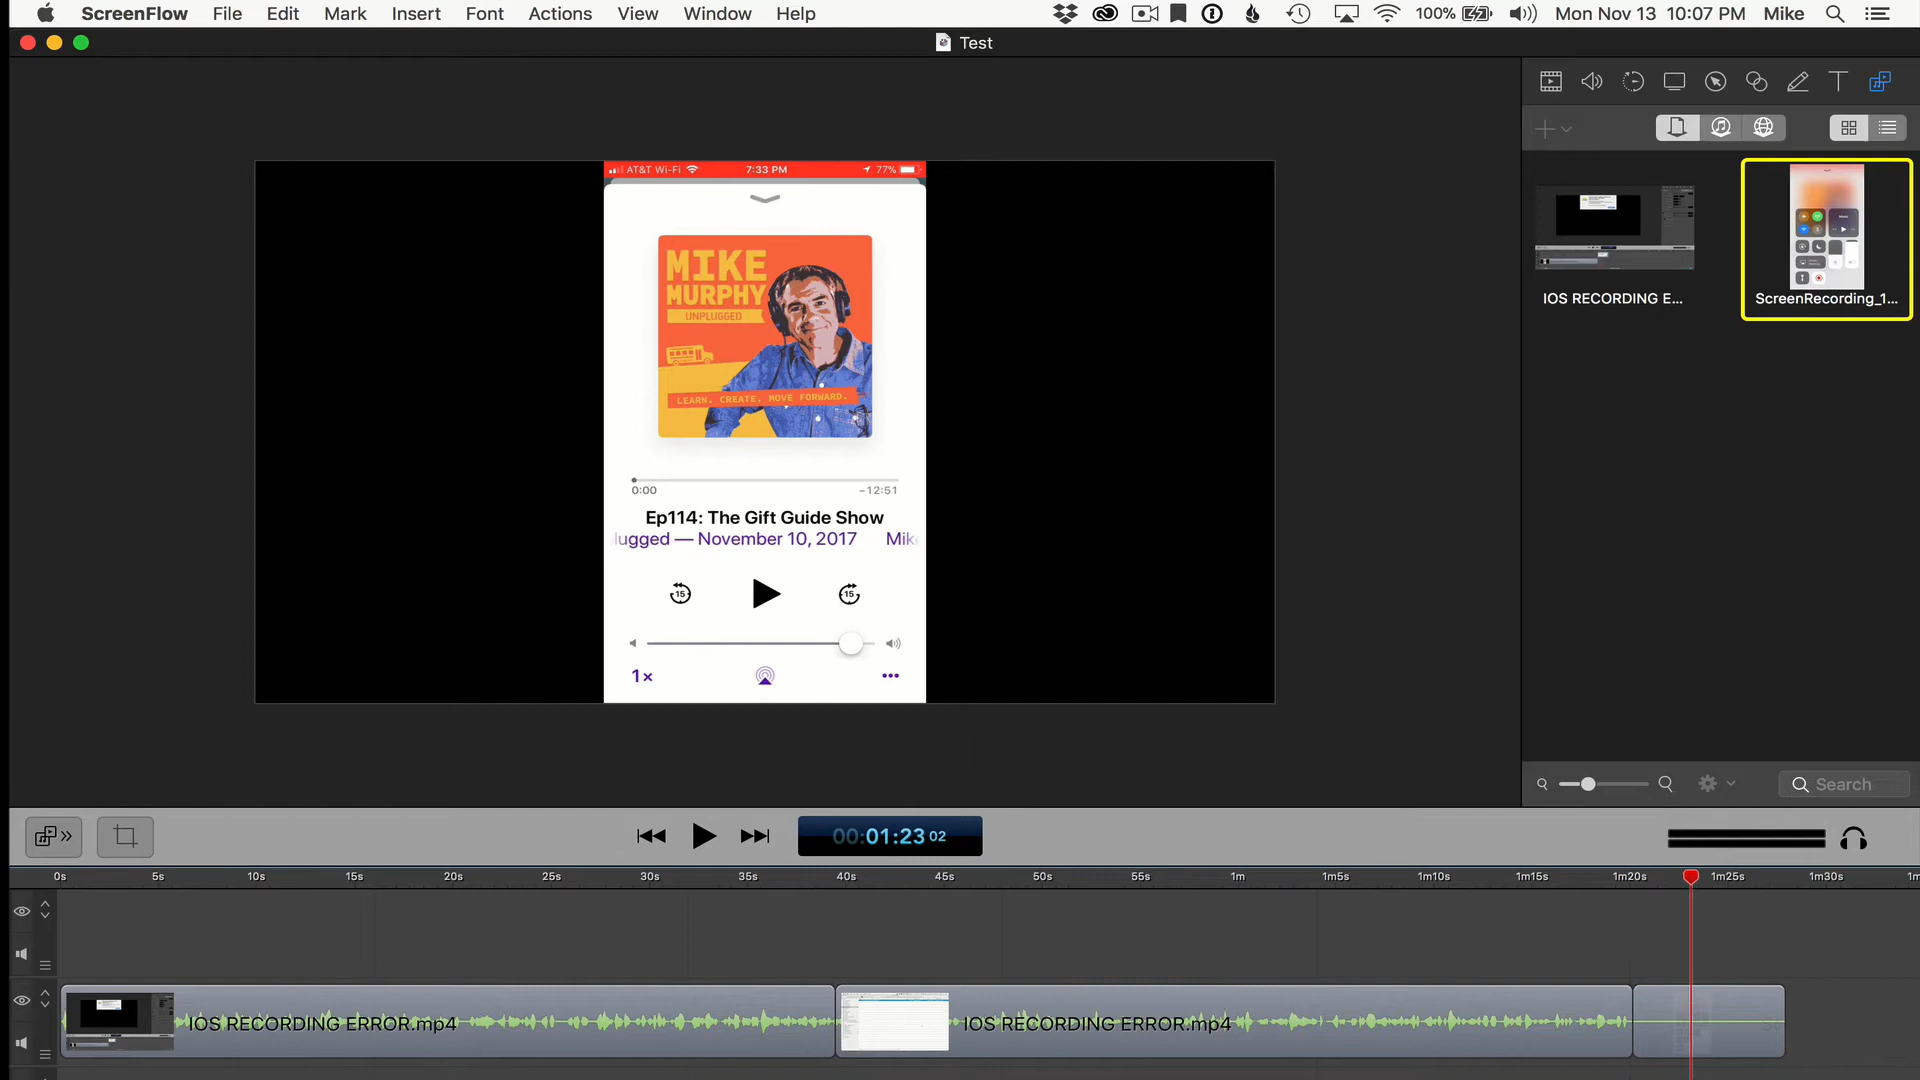 ScreenFlow File Edit Mark Insert Font Actions View Window Help 100% Mon Nov 13 10:07 PM Mike
Test
AT&T Wi-Fi 7:33 PM 77%
MIKE
MURPHY
UNPLUGGED
LEARN. CREATE. MOVE FORWARD.
0:00 -12:51
Ep114: The Gift Guide Show
lugged — November 10, 2017 Mike
15 15
1×
IOS RECORDING E... ScreenRecording_1...
Search
00:01:23 02
0s 5s 10s 15s 20s 25s 30s 35s 40s 45s 50s 55s 1m 1m5s 1m10s 1m15s 1m20s 1m25s 1m30s 1m
IOS RECORDING ERROR.mp4 IOS RECORDING ERROR.mp4